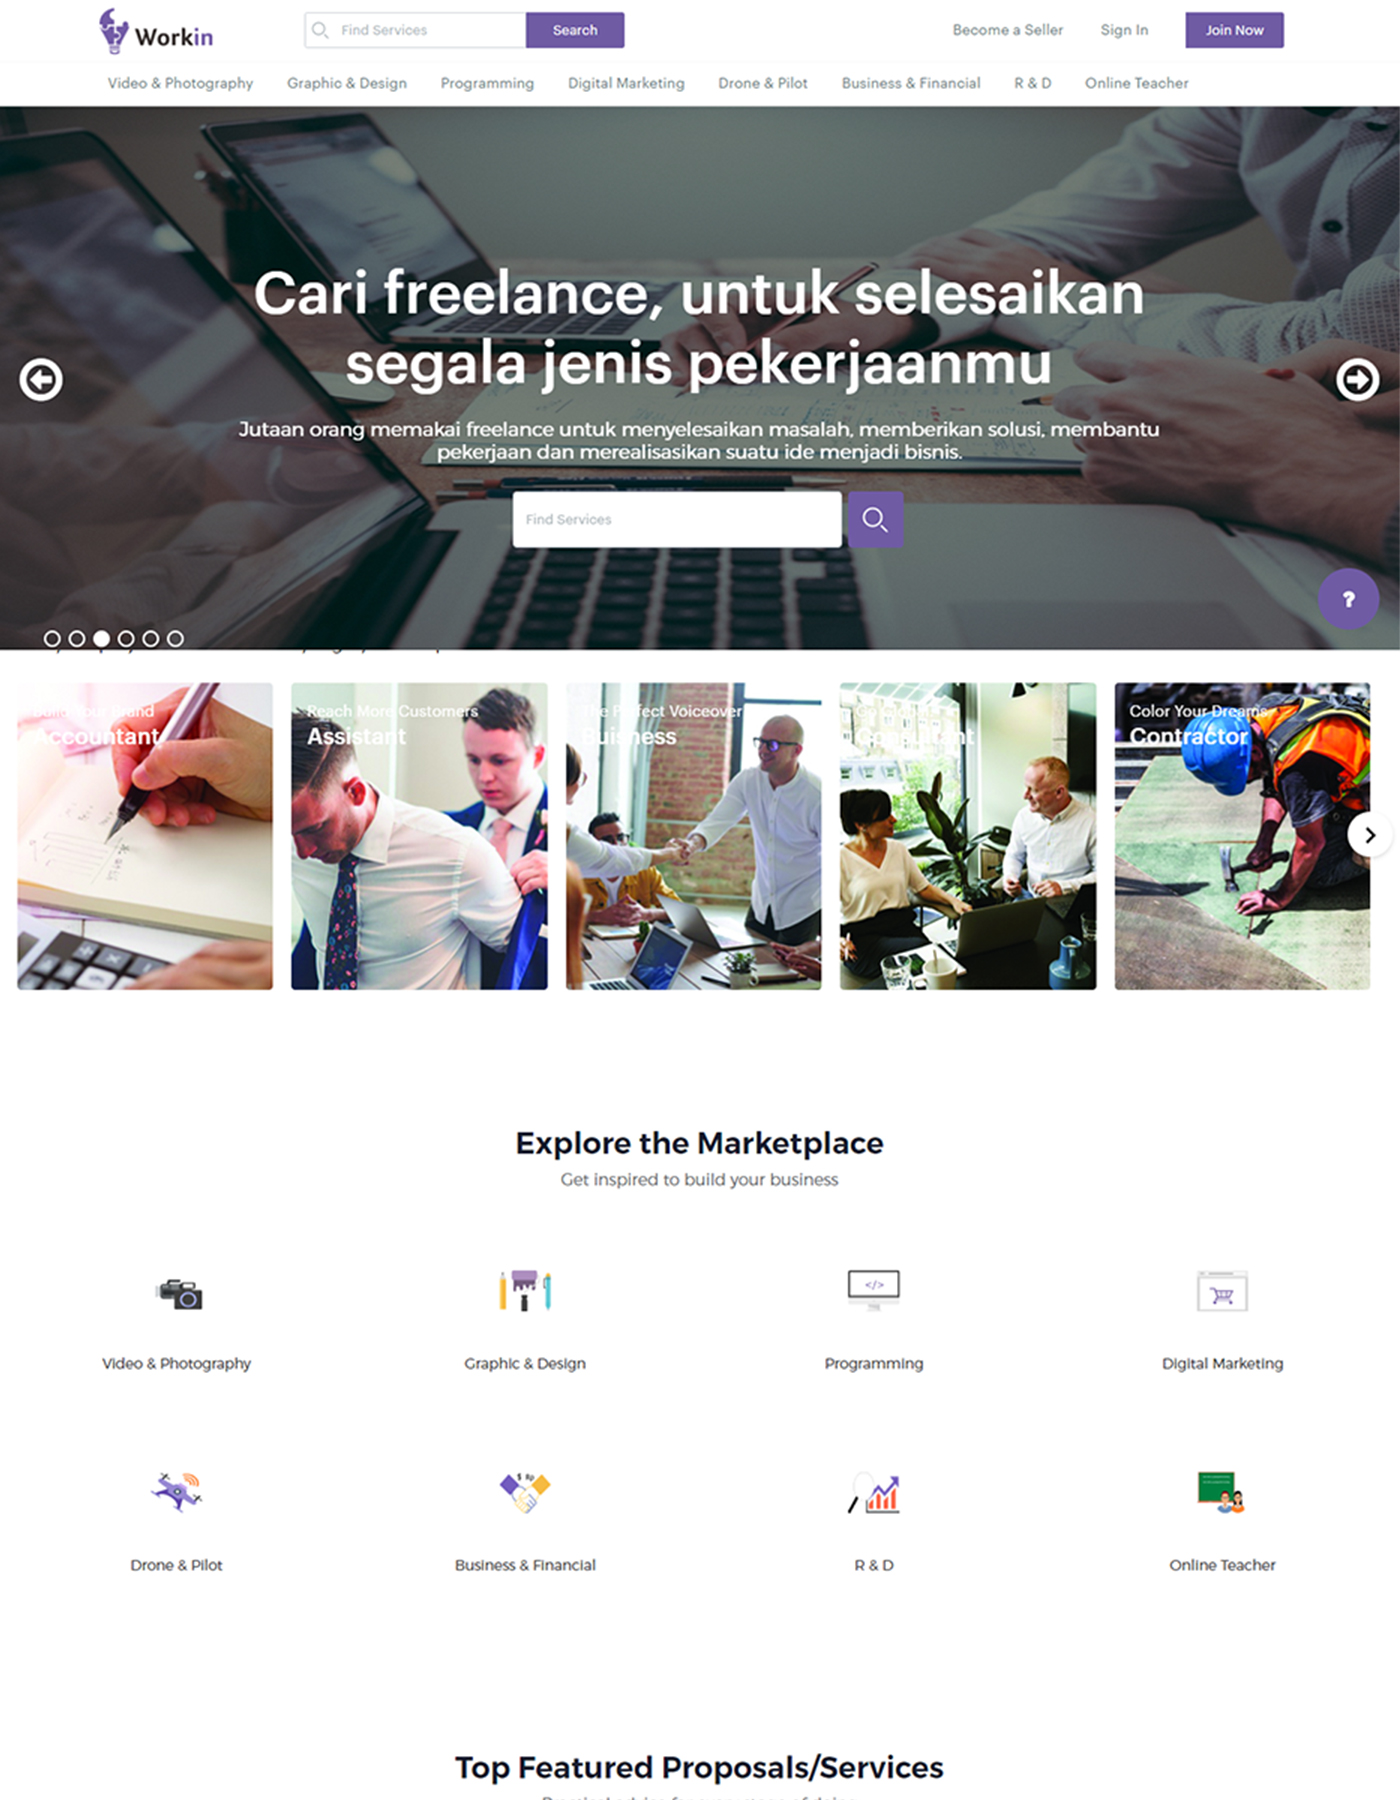 Workin
Find Services
Search
Become a Seller
Sign In
Join Now
Video & Photography
Graphic & Design
Programming
Digital Marketing
Drone & Pilot
Business & Financial
R & D
Online Teacher
Cari freelance, untuk selesaikan
segala jenis pekerjaanmu
Jutaan orang memakai freelance untuk menyelesaikan masalah, memberikan solusi, membantu
pekerjaan dan merealisasikan suatu ide menjadi bisnis.
Find Services
?
Build Your Brand
Accountant
Reach More Customers
Assistant
The Perfect Voiceover
Buisness
Consultant
Color Your Dreams
Contractor
Explore the Marketplace
Get inspired to build your business
</>
Video & Photography
Graphic & Design
Programming
Digital Marketing
$ Rp
Drone & Pilot
Business & Financial
R & D
Online Teacher
Top Featured Proposals/Services